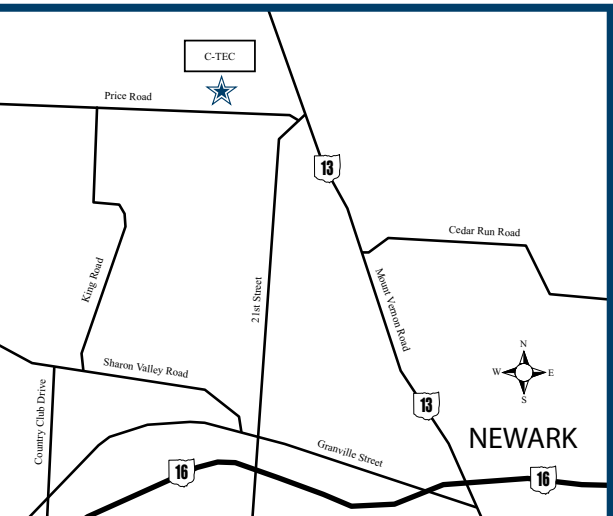 C-TEC
Price Road
13
Cedar Run Road
King Road
21st Street
Mount Vernon Road
N
W
E
S
Sharon Valley Road
Country Club Drive
13
Granville Street
NEWARK
16
16